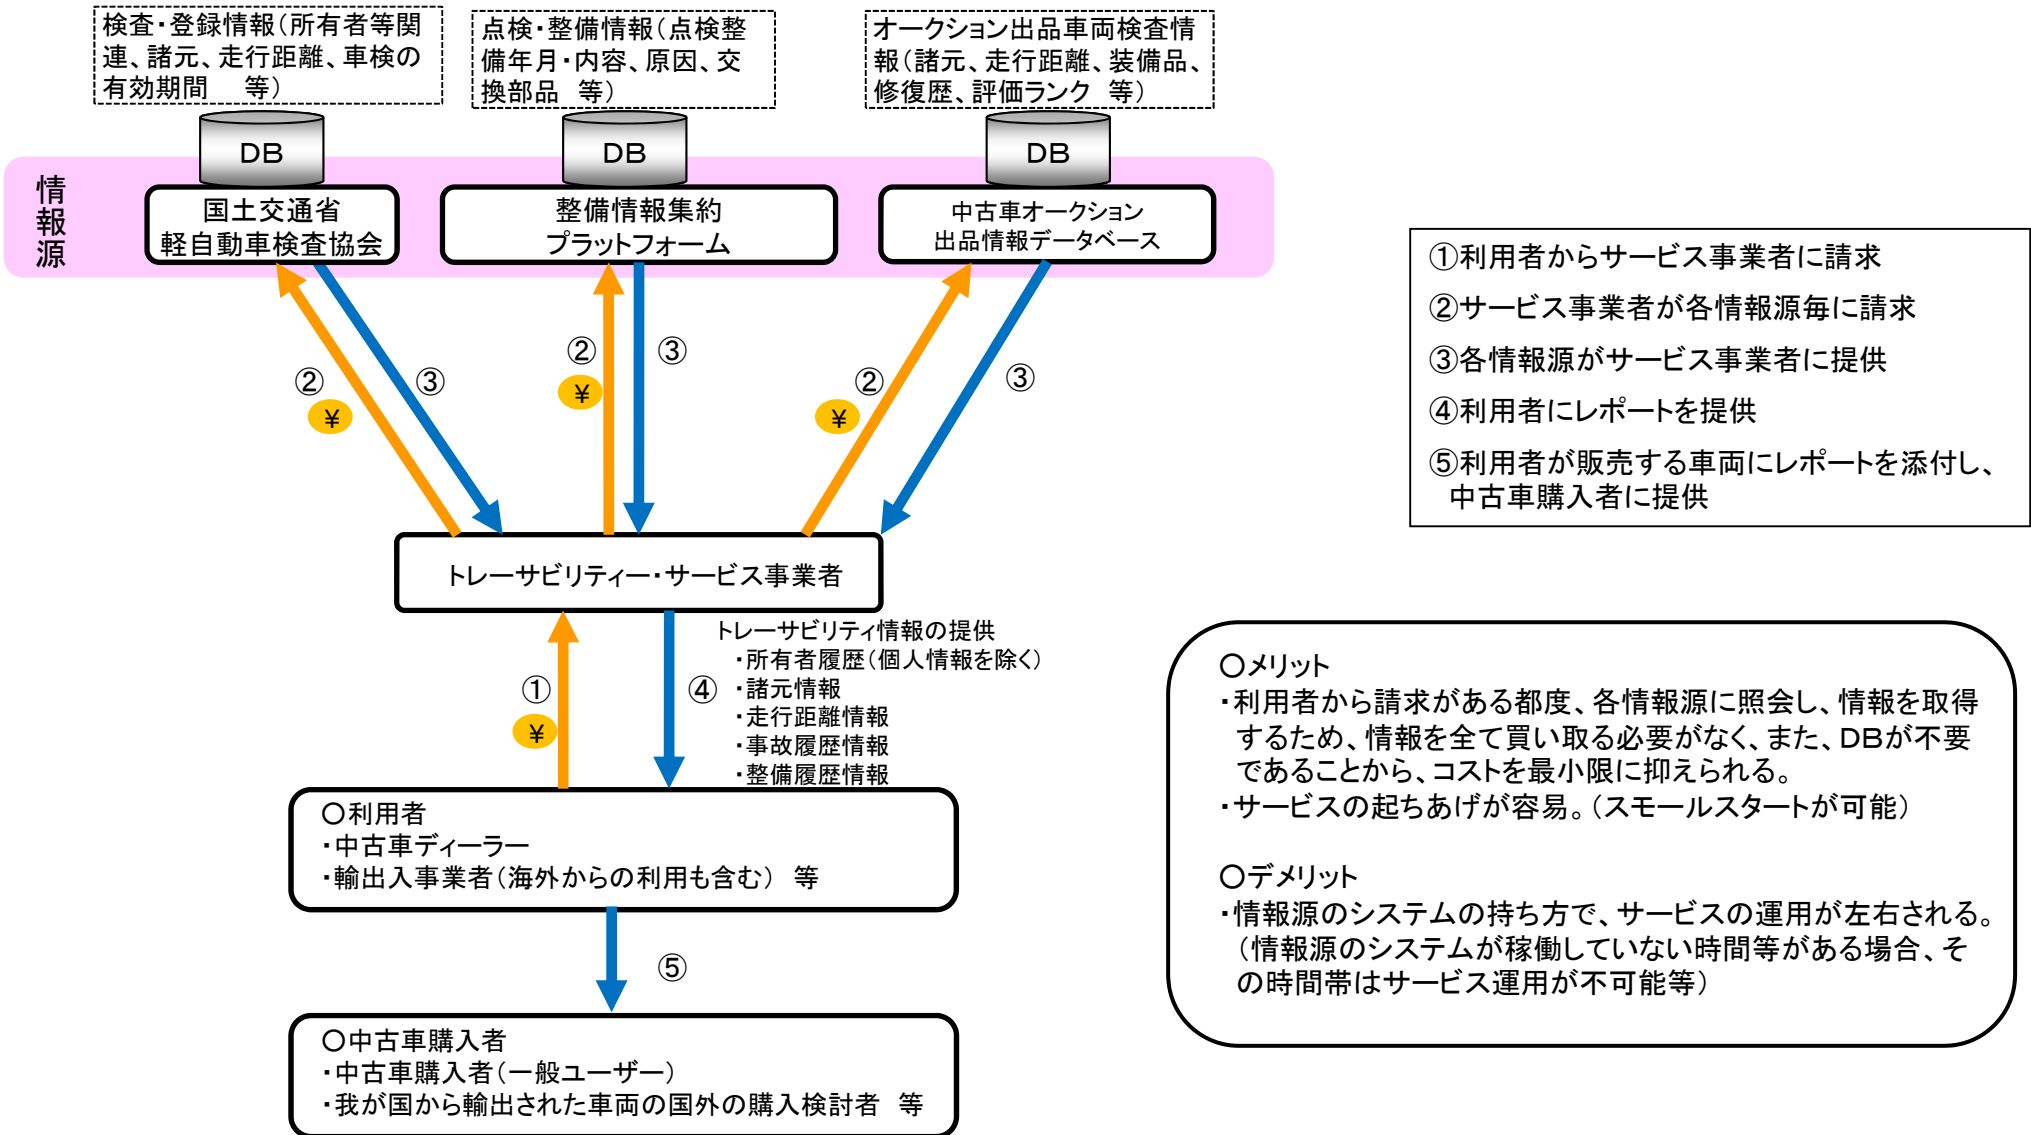 検査・登録情報（所有者等関
連、諸元、走行距離、車検の
有効期間　等）
点検・整備情報（点検整
備年月・内容、原因、交
換部品　等）
オークション出品車両検査情
報（諸元、走行距離、装備品、
修復歴、評価ランク　等）
ＤＢ
ＤＢ
ＤＢ
情報源
国土交通省
軽自動車検査協会
整備情報集約
プラットフォーム
中古車オークション
出品情報データベース
②
¥
③
②
¥
③
②
¥
③
①利用者からサービス事業者に請求
②サービス事業者が各情報源毎に請求
③各情報源がサービス事業者に提供
④利用者にレポートを提供
⑤利用者が販売する車両にレポートを添付し、
中古車購入者に提供
トレーサビリティー・サービス事業者
①
¥
④
トレーサビリティ情報の提供
・所有者履歴（個人情報を除く）
・諸元情報
・走行距離情報
・事故履歴情報
・整備履歴情報
〇利用者
・中古車ディーラー
・輸出入事業者（海外からの利用も含む）　等
⑤
〇中古車購入者
・中古車購入者（一般ユーザー）
・我が国から輸出された車両の国外の購入検討者　等
〇メリット
・利用者から請求がある都度、各情報源に照会し、情報を取得
するため、情報を全て買い取る必要がなく、また、ＤＢが不要
であることから、コストを最小限に抑えられる。
・サービスの起ちあげが容易。（スモールスタートが可能）
〇デメリット
・情報源のシステムの持ち方で、サービスの運用が左右される。
（情報源のシステムが稼働していない時間等がある場合、そ
の時間帯はサービス運用が不可能等）